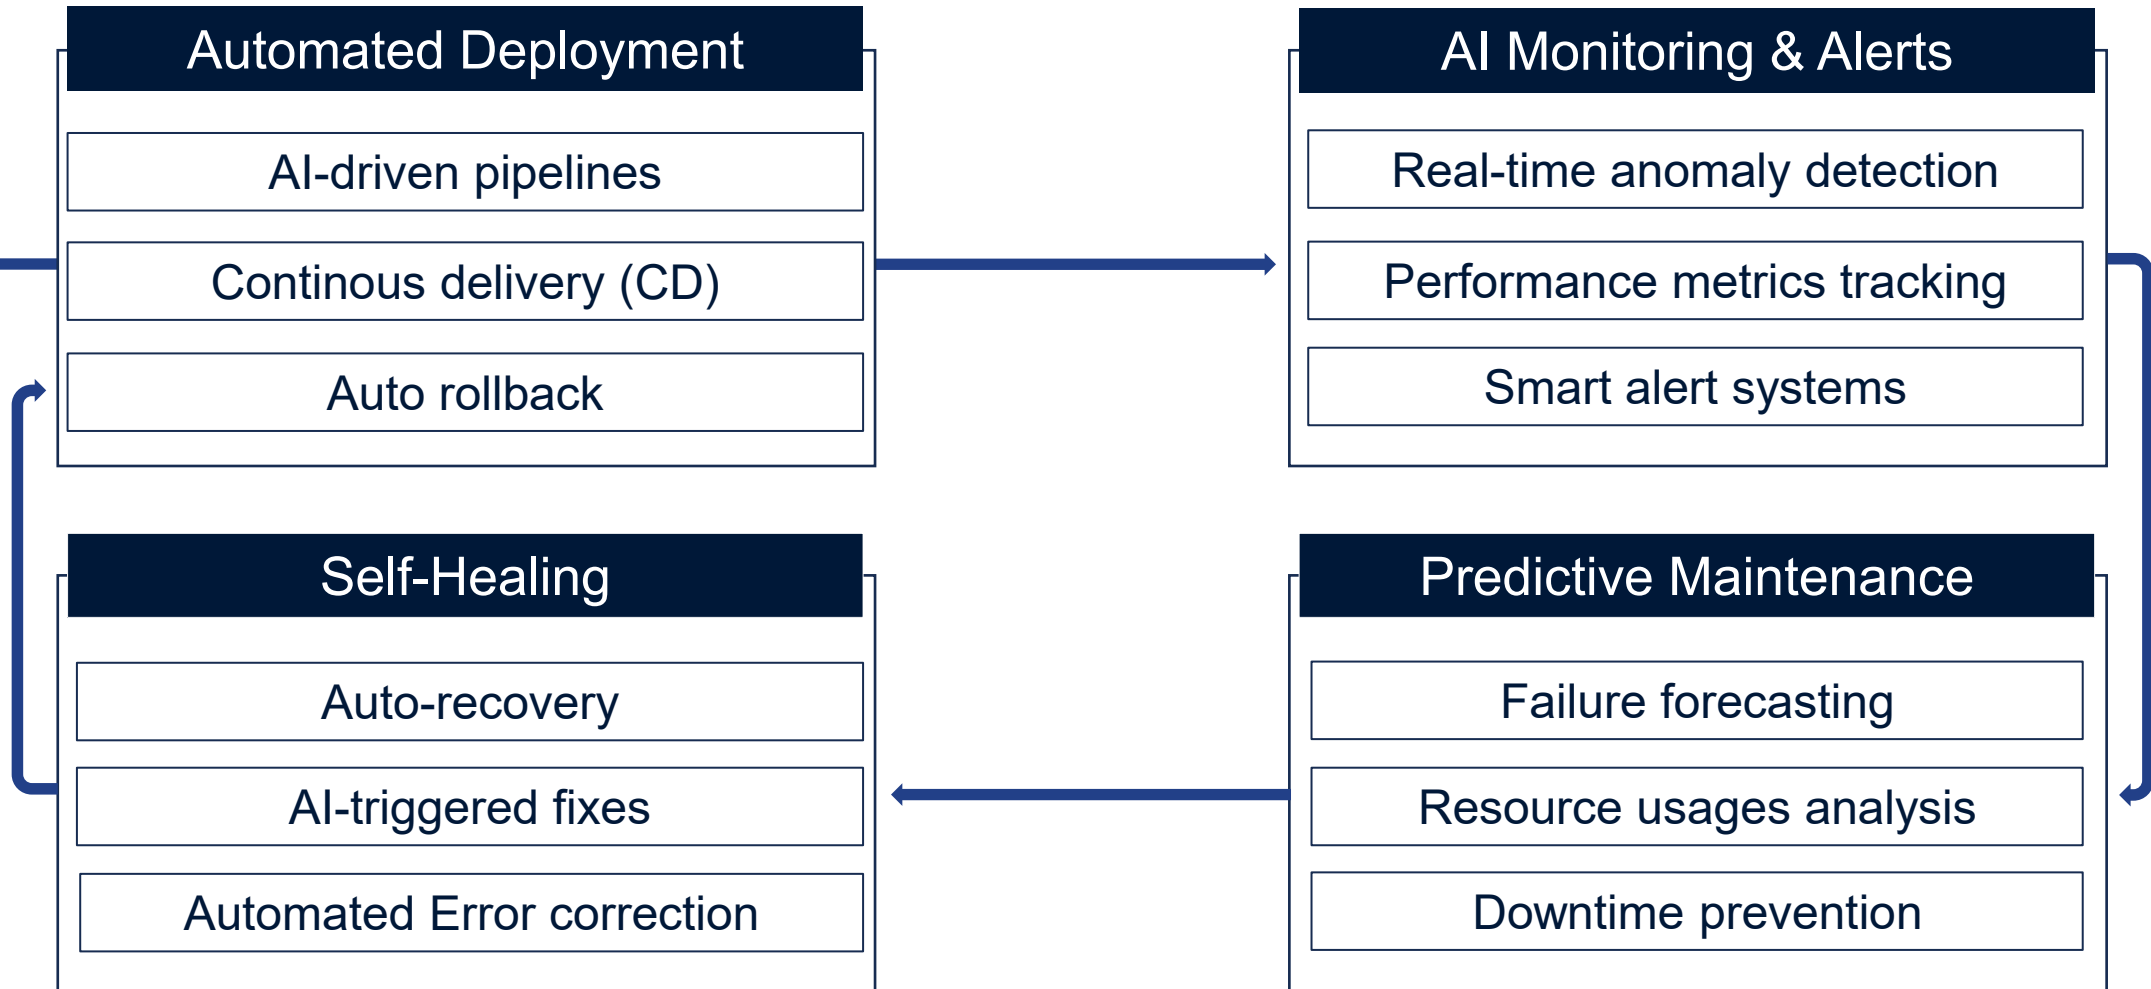 Automated Deployment
AI-driven pipelines
Continous delivery (CD)
Auto rollback
AI Monitoring & Alerts
Real-time anomaly detection
Performance metrics tracking
Smart alert systems
Self-Healing
Auto-recovery
AI-triggered fixes
Automated Error correction
Predictive Maintenance
Failure forecasting
Resource usages analysis
Downtime prevention